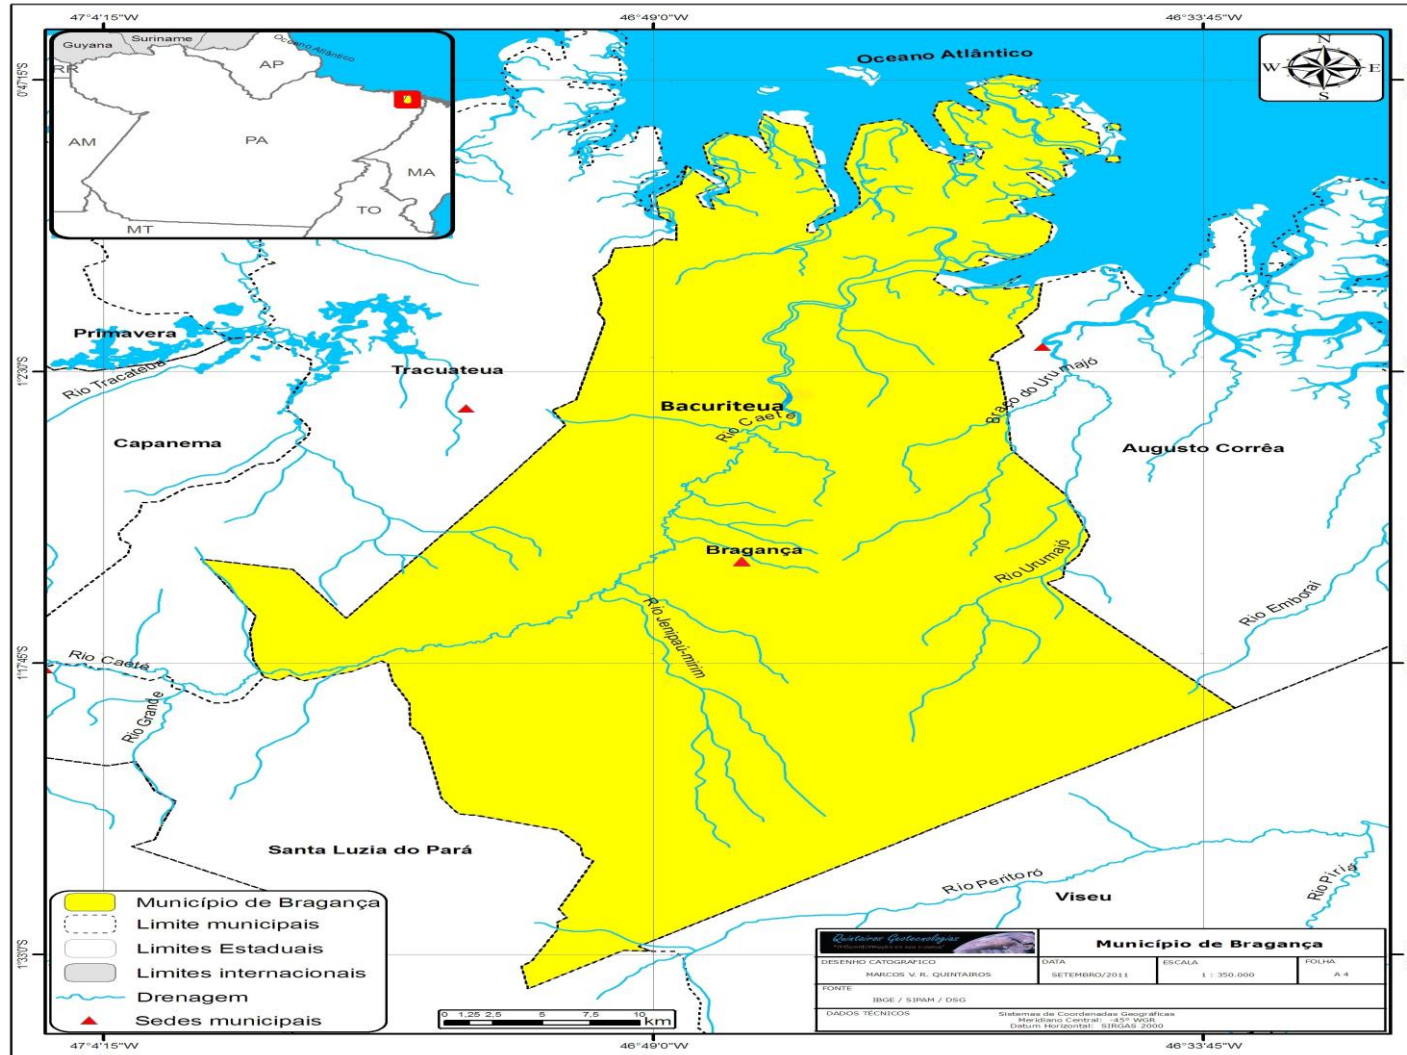 47°4'15"W
46°49'0"W
46°33'45"W
0°4'15"S
1°2'30"S
1°17'45"S
1°33'0"S
Guyana
Suriname
Oceano Atlântico
RR
AP
AM
PA
MA
TO
MT
Oceano Atlântico
N
W
E
S
Primavera
Rio Tracateua
Tracuateua
Capanema
Bacuriteua
Rio Caeté
Braço do Urumajó
Augusto Corrêa
Bragança
Rio Urumajó
Rio Jenipaú-mirim
Rio Emborai
Rio Caeté
Rio Grande
Santa Luzia do Pará
Rio Peritoró
Viseu
Município de Bragança
Limite municipais
Limites Estaduais
Limites internacionais
Drenagem
Sedes municipais
0 1.25 2.5 5 7.5 10
km
Quintairos Geotecnologias
Município de Bragança
DESENHO CATOGRAFICO
MARCOS V. R. QUINTAIROS
DATA
SETEMBRO/2011
ESCALA
1 : 350.000
FOLHA
A 4
FONTE
IBGE / SIPAM / DSG
DADOS TÉCNICOS
Sistemas de Coordenadas Geográficas
Meridiano Central: -45° WGR
Datum Horizontal: SIRGAS 2000
47°4'15"W
46°49'0"W
46°33'45"W